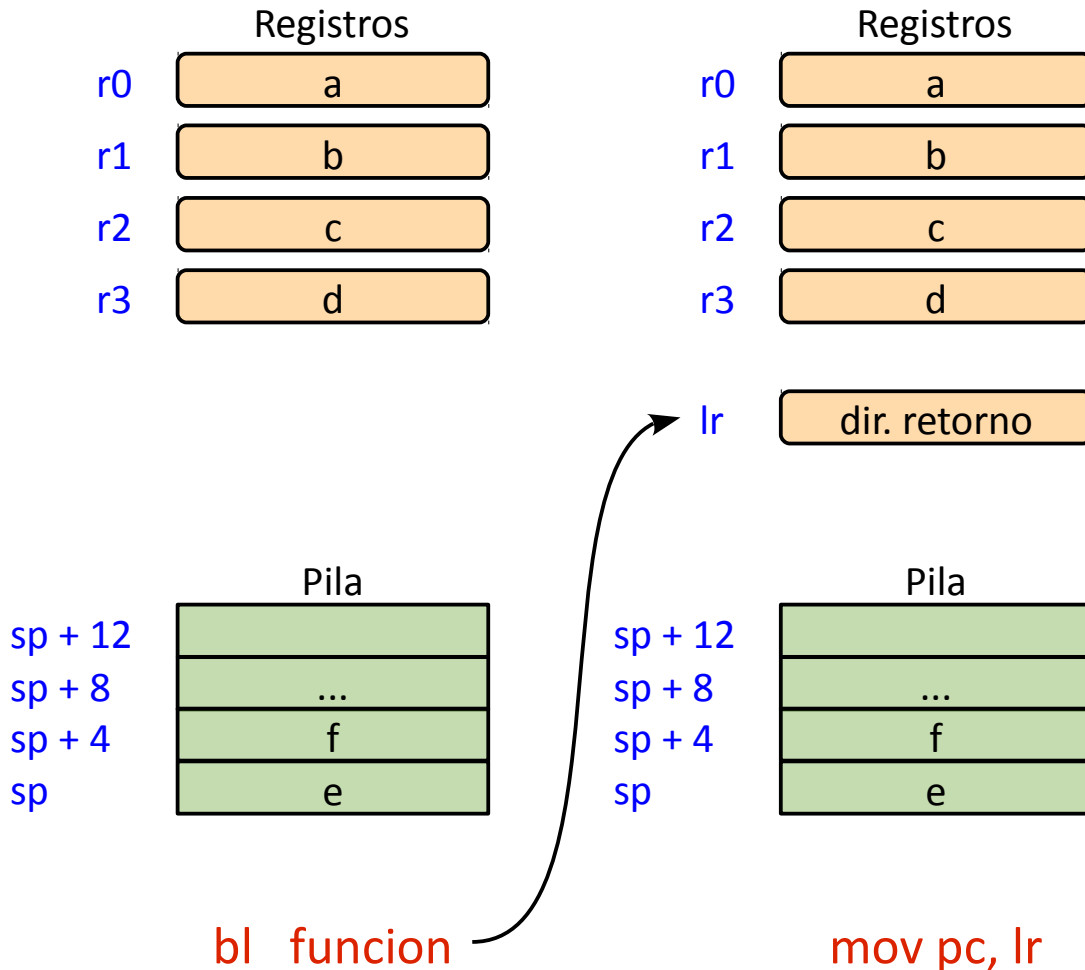 Registros
r0 a
r1 b
r2 c
r3 d
Pila
sp + 12
sp + 8 ...
sp + 4 f
sp e
bl funcion
Registros
r0 a
r1 b
r2 c
r3 d
lr dir. retorno
Pila
sp + 12
sp + 8 ...
sp + 4 f
sp e
mov pc, lr